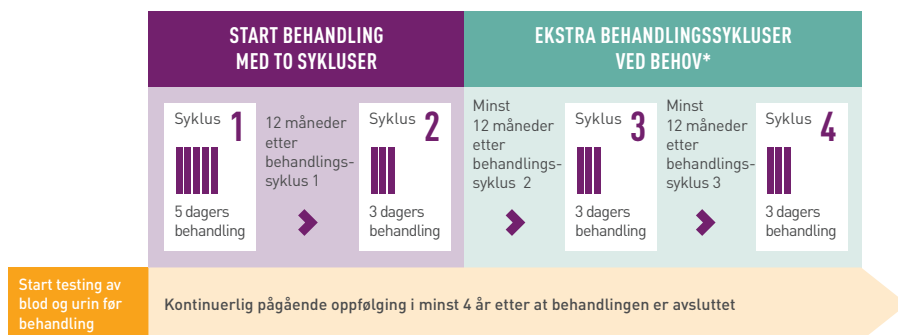 START BEHANDLING
MED TO SYKLUSER
EKSTRA BEHANDLINGSSYKLUSER
VED BEHOV*
Syklus 1
5 dagers
behandling
12 måneder
etter
behandlings-
syklus 1
Syklus 2
3 dagers
behandling
Minst
12 måneder
etter
behandlings-
syklus 2
Syklus 3
3 dagers
behandling
Minst
12 måneder
etter
behandlings-
syklus 3
Syklus 4
3 dagers
behandling
Start testing av
blod og urin før
behandling
Kontinuerlig pågående oppfølging i minst 4 år etter at behandlingen er avsluttet